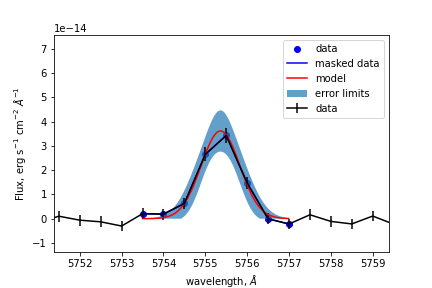 1e−14
7
6
5
4
3
2
1
0
−1
Flux, erg s⁻¹ cm⁻² Å⁻¹
data
masked data
model
error limits
data
5752 5753 5754 5755 5756 5757 5758 5759
wavelength, Å